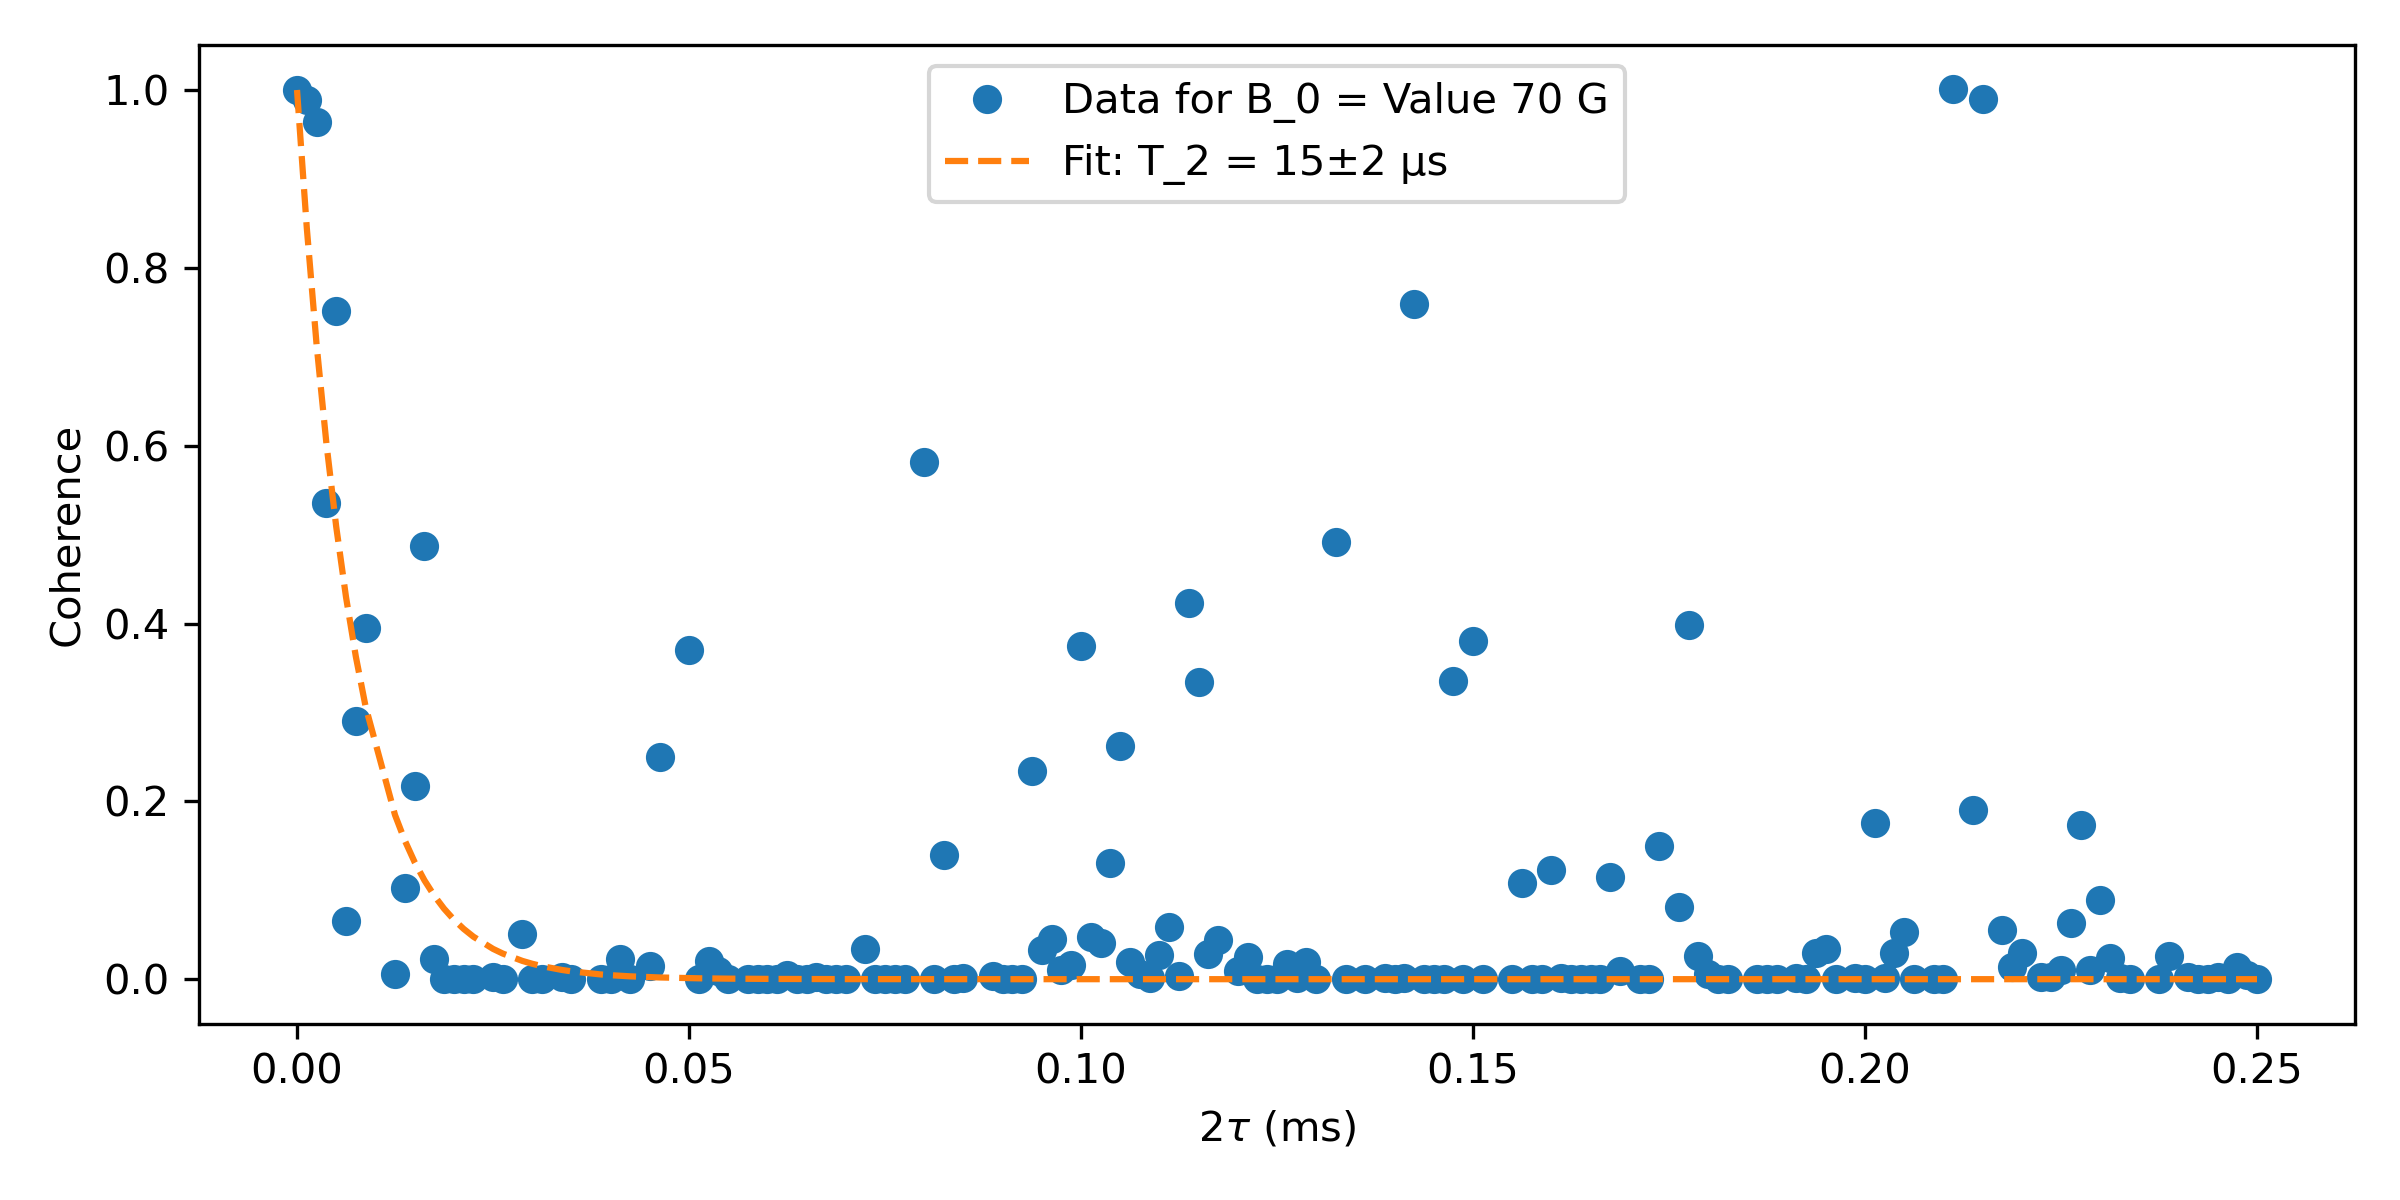 Data for B_0 = Value 70 G
Fit: T_2 = 15±2 μs
Coherence
1.0
0.8
0.6
0.4
0.2
0.0
0.00 0.05 0.10 0.15 0.20 0.25
2τ (ms)